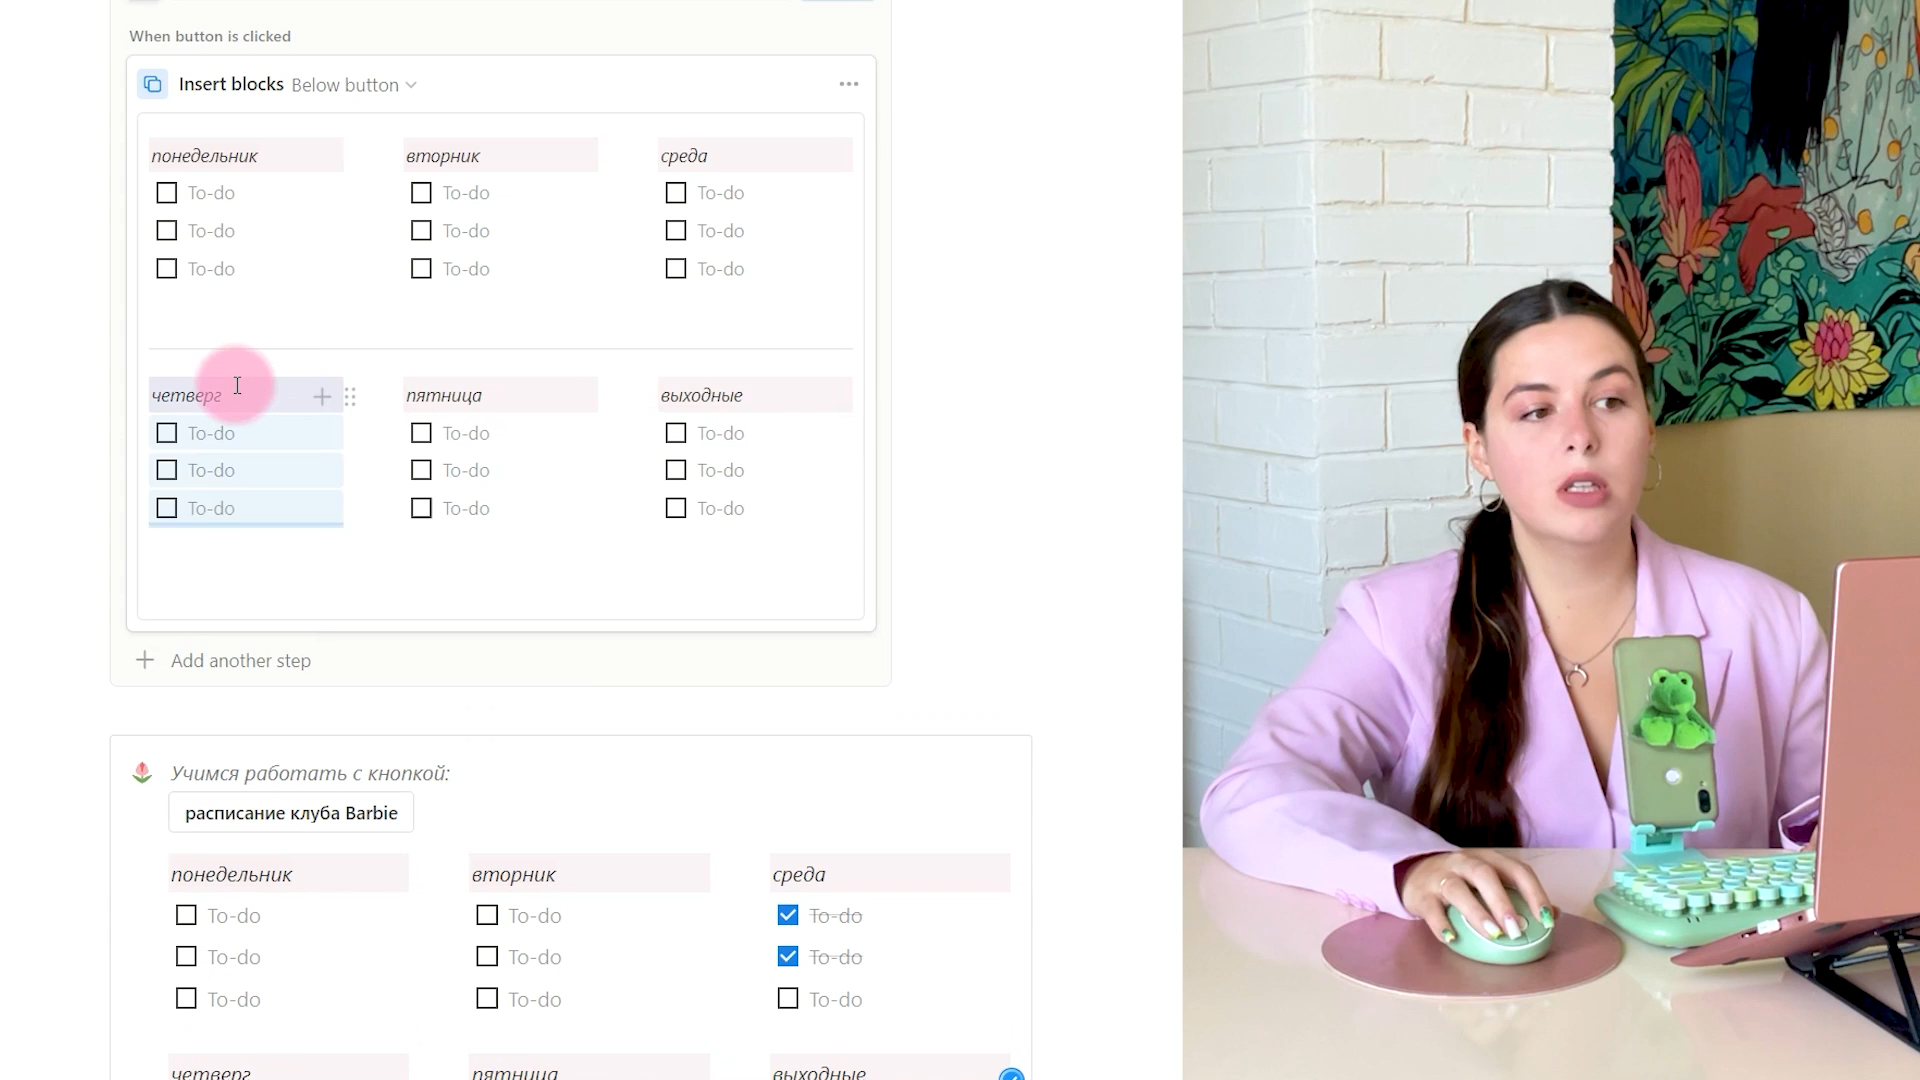 When button is clicked
Insert blocks Below button
понедельник вторник среда
To-do To-do To-do
To-do To-do To-do
To-do To-do To-do
четверг пятница выходные
To-do To-do To-do
To-do To-do To-do
To-do To-do To-do
Add another step
Учимся работать с кнопкой:
расписание клуба Barbie
понедельник вторник среда
To-do To-do To-do
To-do To-do To-do
To-do To-do To-do
четверг пятница выходные